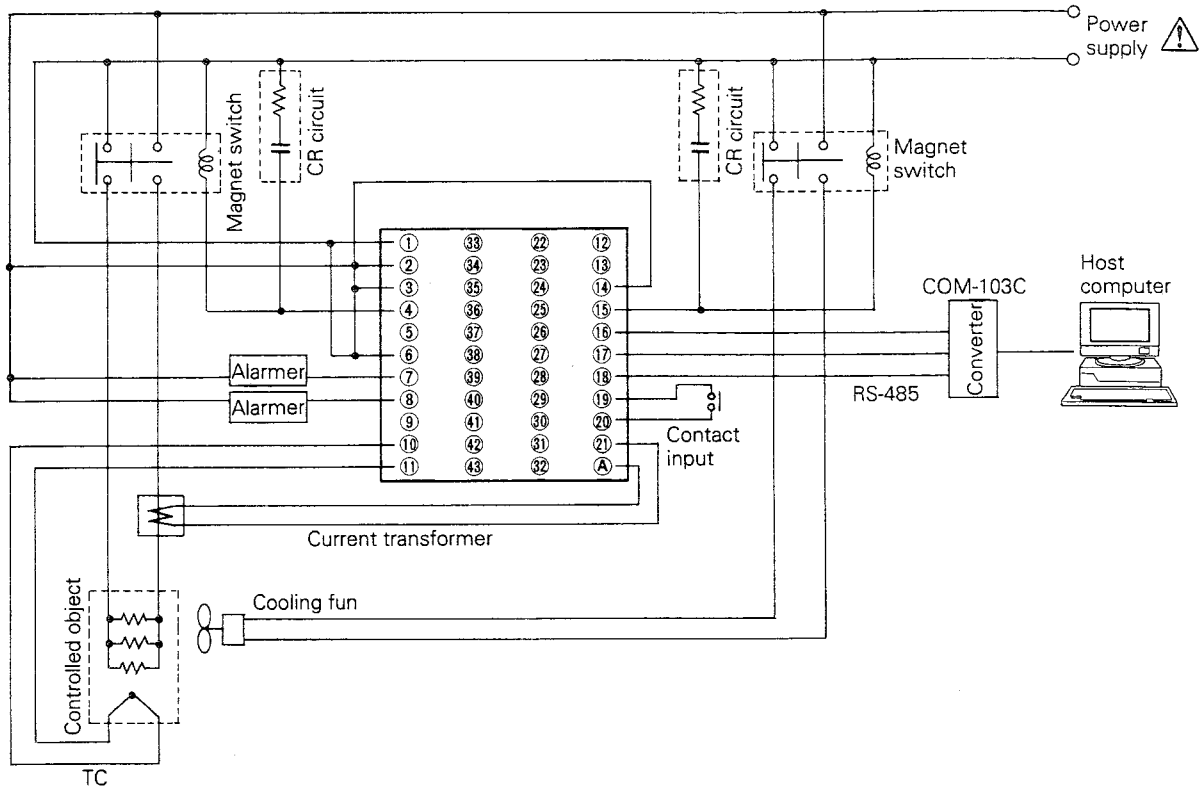 Power
supply
Magnet switch
CR circuit
CR circuit
Magnet
switch
① ㉝ ㉒ ⑫
② ㉞ ㉓ ⑬
③ ㉟ ㉔ ⑭
④ ㊱ ㉕ ⑮
⑤ ㊲ ㉖ ⑯
⑥ ㊳ ㉗ ⑰
⑦ ㊴ ㉘ ⑱
⑧ ㊵ ㉙ ⑲
⑨ ㊶ ㉚ ⑳
⑩ ㊷ ㉛ ㉑
⑪ ㊸ ㉜ Ⓐ
Alarmer
Alarmer
COM-103C
Converter
Host
computer
RS-485
Contact
input
Current transformer
Controlled object
Cooling fun
TC